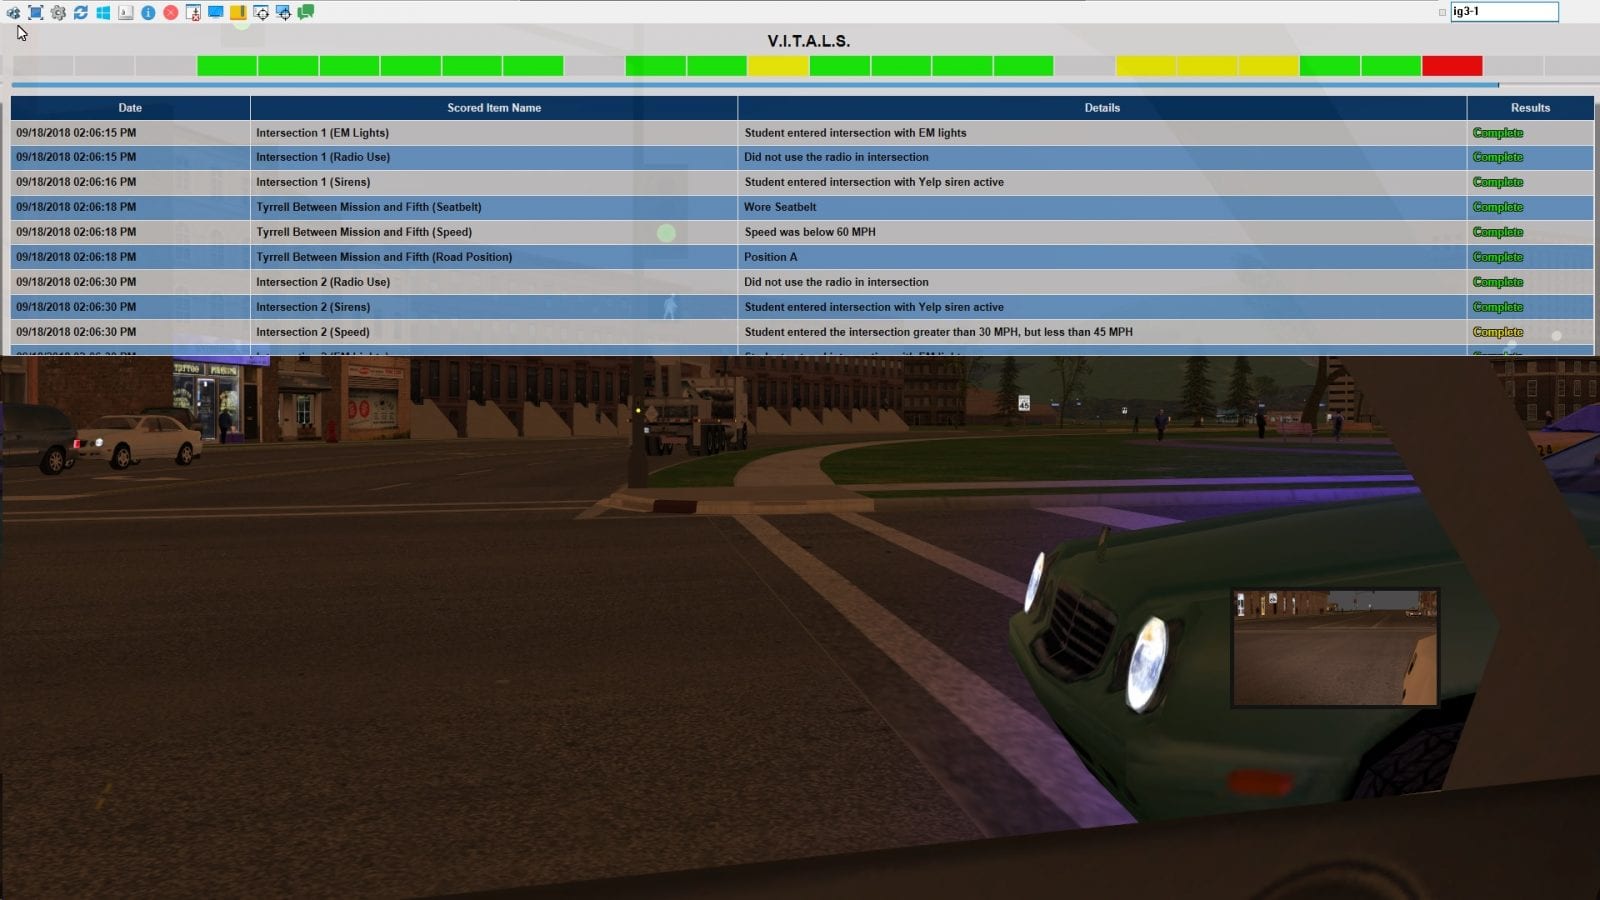 ig3-1
V.I.T.A.L.S.
Date Scored Item Name Details Results
09/18/2018 02:06:15 PM Intersection 1 (EM Lights) Student entered intersection with EM lights Complete
09/18/2018 02:06:15 PM Intersection 1 (Radio Use) Did not use the radio in intersection Complete
09/18/2018 02:06:16 PM Intersection 1 (Sirens) Student entered intersection with Yelp siren active Complete
09/18/2018 02:06:18 PM Tyrrell Between Mission and Fifth (Seatbelt) Wore Seatbelt Complete
09/18/2018 02:06:18 PM Tyrrell Between Mission and Fifth (Speed) Speed was below 60 MPH Complete
09/18/2018 02:06:18 PM Tyrrell Between Mission and Fifth (Road Position) Position A Complete
09/18/2018 02:06:30 PM Intersection 2 (Radio Use) Did not use the radio in intersection Complete
09/18/2018 02:06:30 PM Intersection 2 (Sirens) Student entered intersection with Yelp siren active Complete
09/18/2018 02:06:30 PM Intersection 2 (Speed) Student entered the intersection greater than 30 MPH, but less than 45 MPH Complete
TATTOO
45